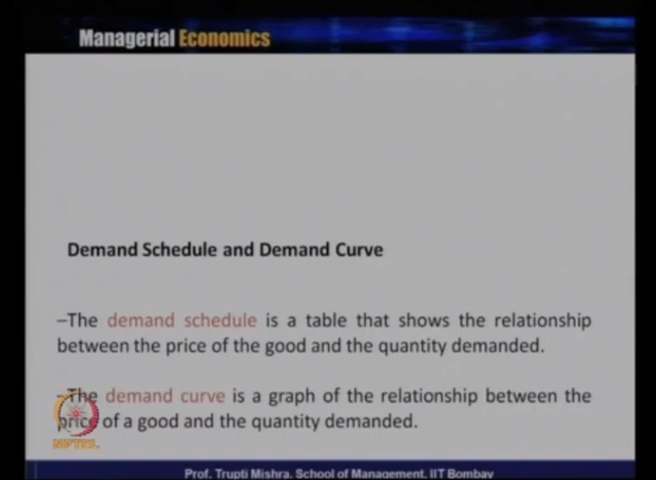 Managerial Economics
Demand Schedule and Demand Curve
–The demand schedule is a table that shows the relationship
between the price of the good and the quantity demanded.
–The demand curve is a graph of the relationship between the
price of a good and the quantity demanded.
NPTEL
Prof. Trupti Mishra, School of Management, IIT Bombay